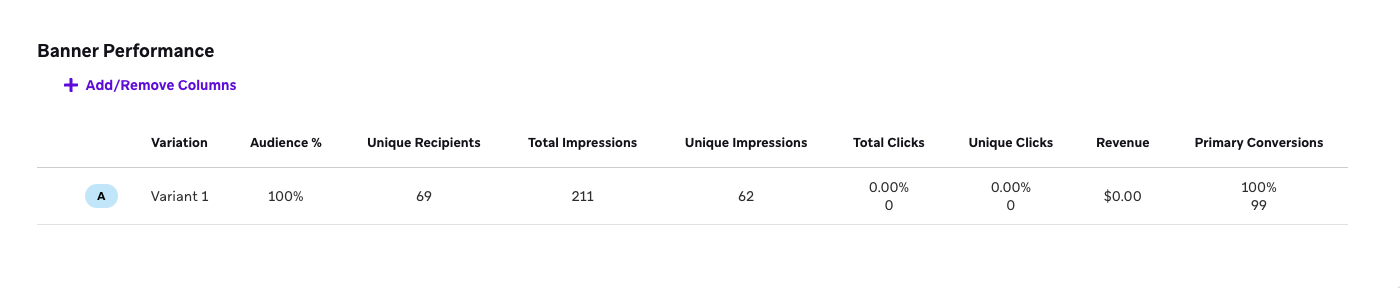 Banner Performance
+ Add/Remove Columns
Variation Audience % Unique Recipients Total Impressions Unique Impressions Total Clicks Unique Clicks Revenue Primary Conversions
A Variant 1 100% 69 211 62 0.00% 0 0.00% 0 $0.00 100% 99